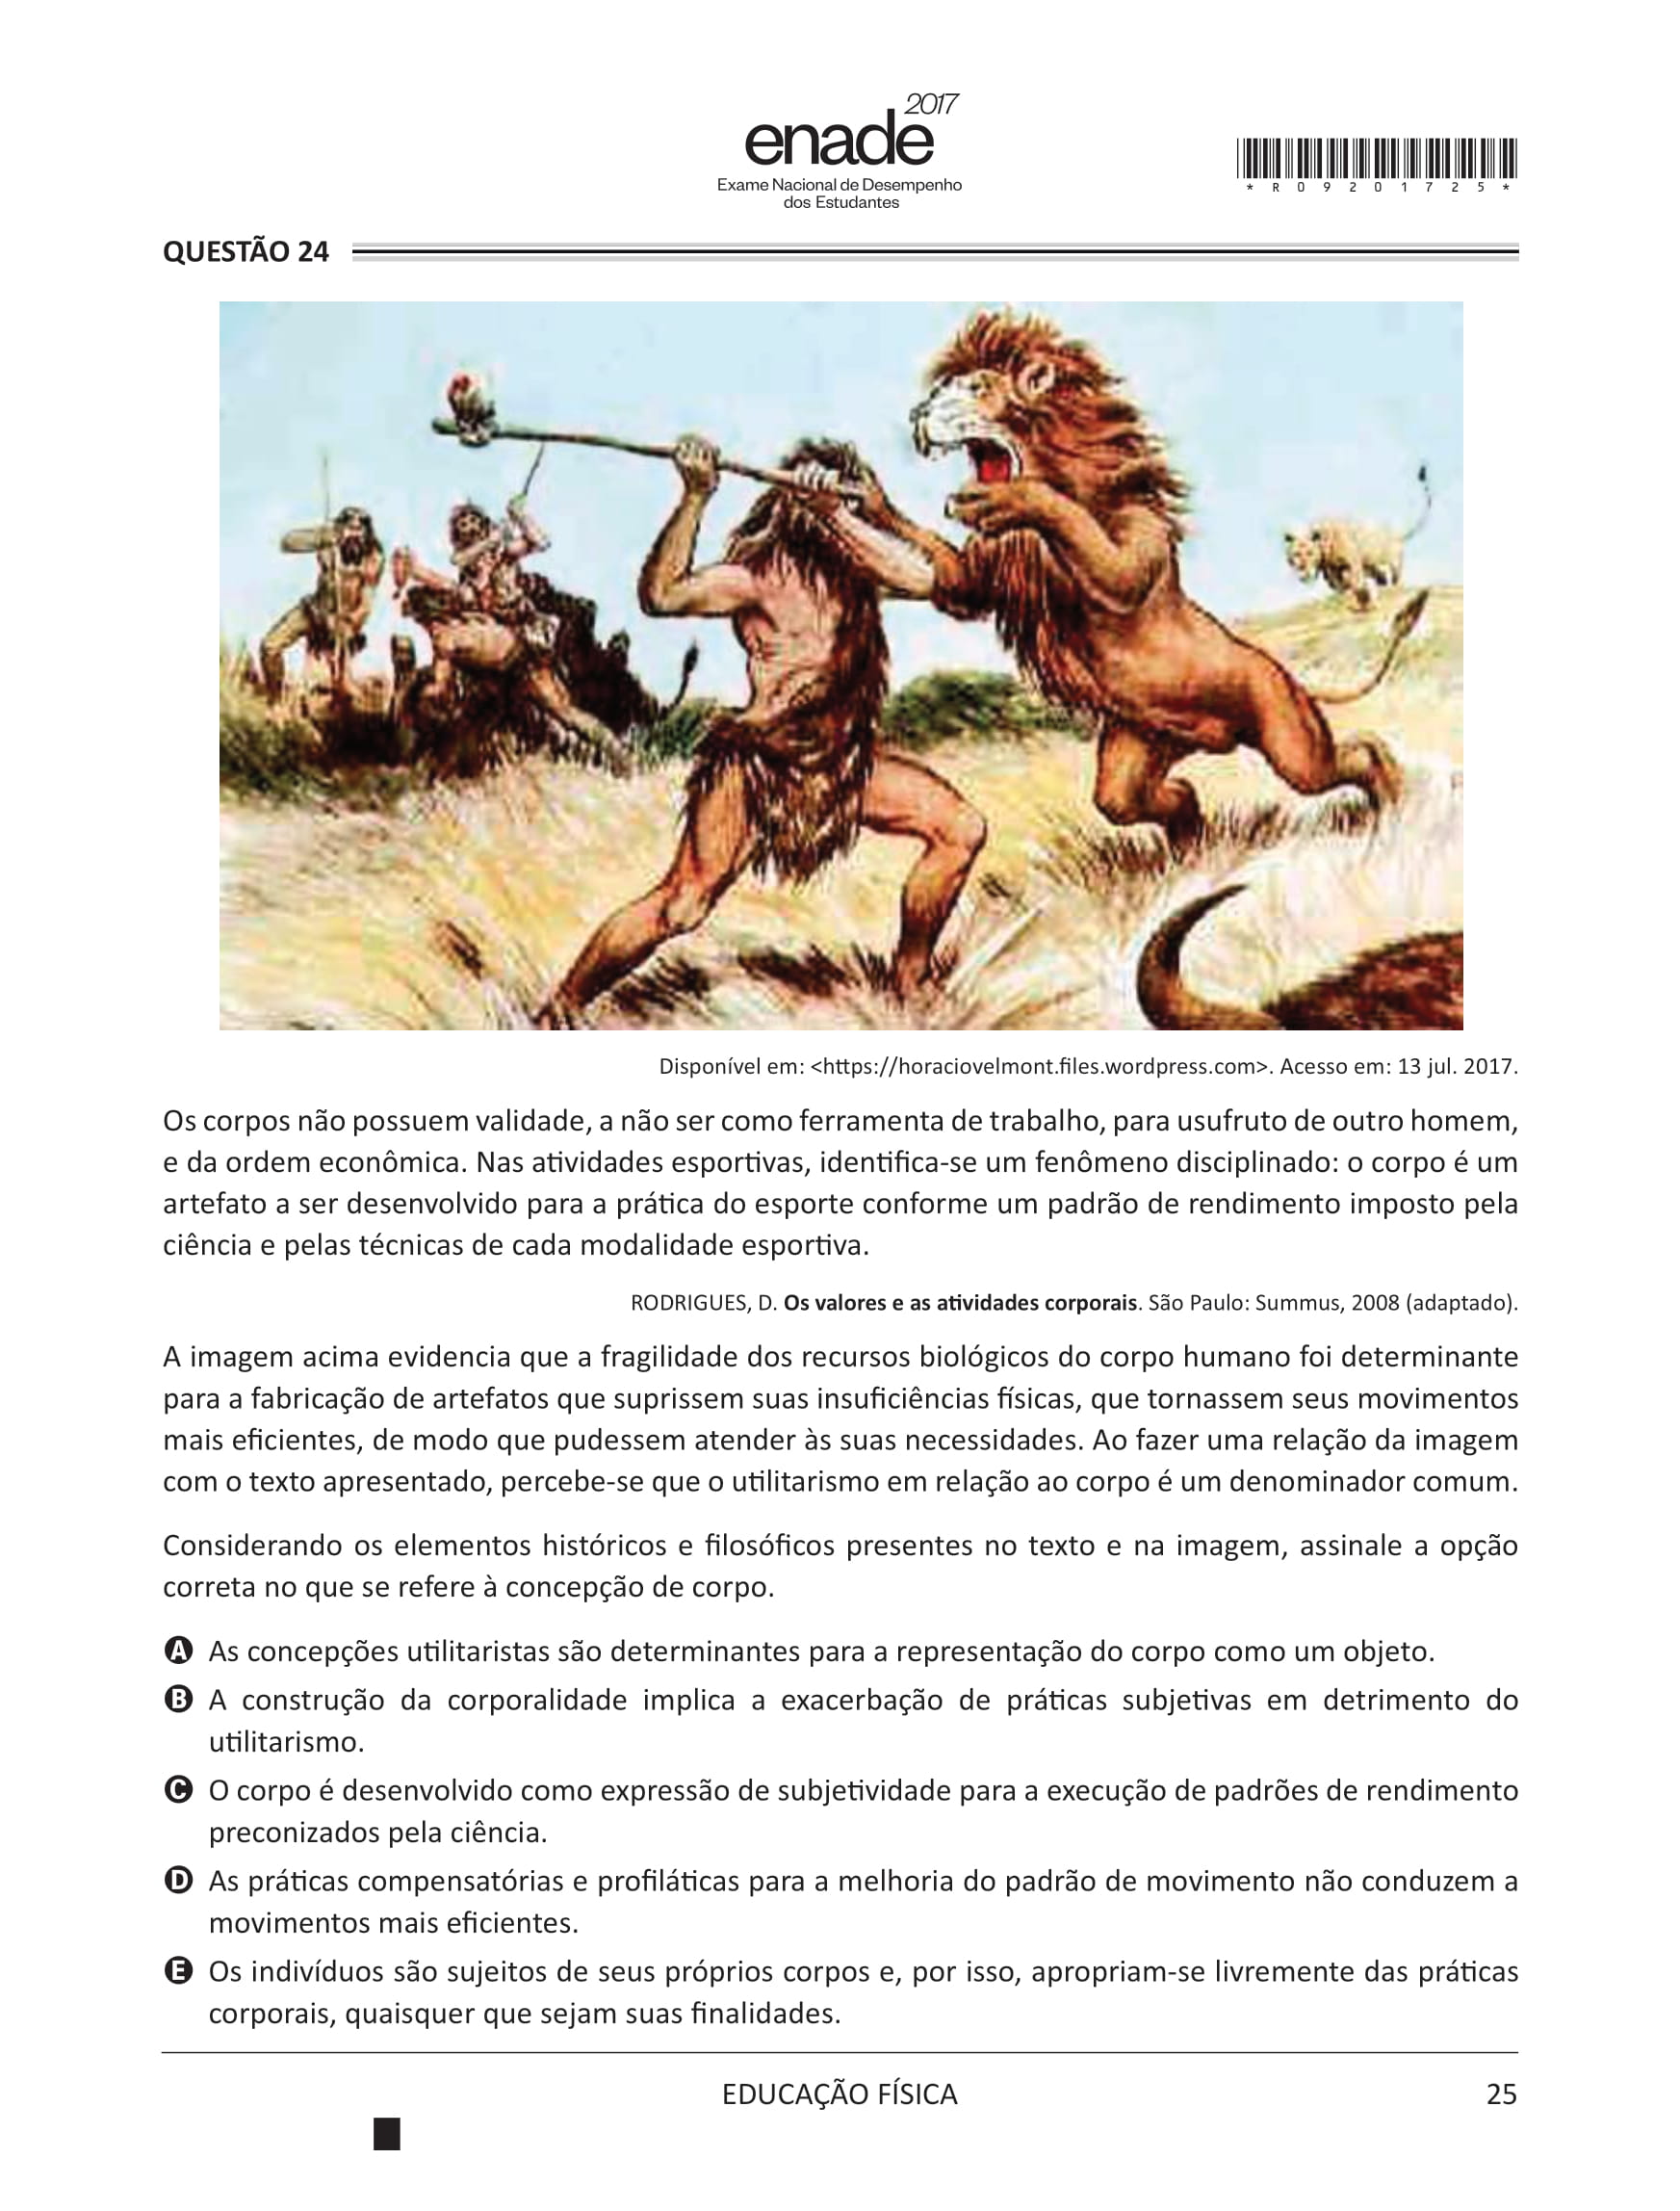 2017
enade
Exame Nacional de Desempenho
dos Estudantes
* R 0 9 2 0 1 7 2 5 *
QUESTÃO 24
Disponível em: <https://horaciovelmont.files.wordpress.com>. Acesso em: 13 jul. 2017.
Os corpos não possuem validade, a não ser como ferramenta de trabalho, para usufruto de outro homem,
e da ordem econômica. Nas atividades esportivas, identifica-se um fenômeno disciplinado: o corpo é um
artefato a ser desenvolvido para a prática do esporte conforme um padrão de rendimento imposto pela
ciência e pelas técnicas de cada modalidade esportiva.
RODRIGUES, D. Os valores e as atividades corporais. São Paulo: Summus, 2008 (adaptado).
A imagem acima evidencia que a fragilidade dos recursos biológicos do corpo humano foi determinante
para a fabricação de artefatos que suprissem suas insuficiências físicas, que tornassem seus movimentos
mais eficientes, de modo que pudessem atender às suas necessidades. Ao fazer uma relação da imagem
com o texto apresentado, percebe-se que o utilitarismo em relação ao corpo é um denominador comum.
Considerando os elementos históricos e filosóficos presentes no texto e na imagem, assinale a opção
correta no que se refere à concepção de corpo.
A As concepções utilitaristas são determinantes para a representação do corpo como um objeto.
B A construção da corporalidade implica a exacerbação de práticas subjetivas em detrimento do
utilitarismo.
C O corpo é desenvolvido como expressão de subjetividade para a execução de padrões de rendimento
preconizados pela ciência.
D As práticas compensatórias e profiláticas para a melhoria do padrão de movimento não conduzem a
movimentos mais eficientes.
E Os indivíduos são sujeitos de seus próprios corpos e, por isso, apropriam-se livremente das práticas
corporais, quaisquer que sejam suas finalidades.
EDUCAÇÃO FÍSICA
25